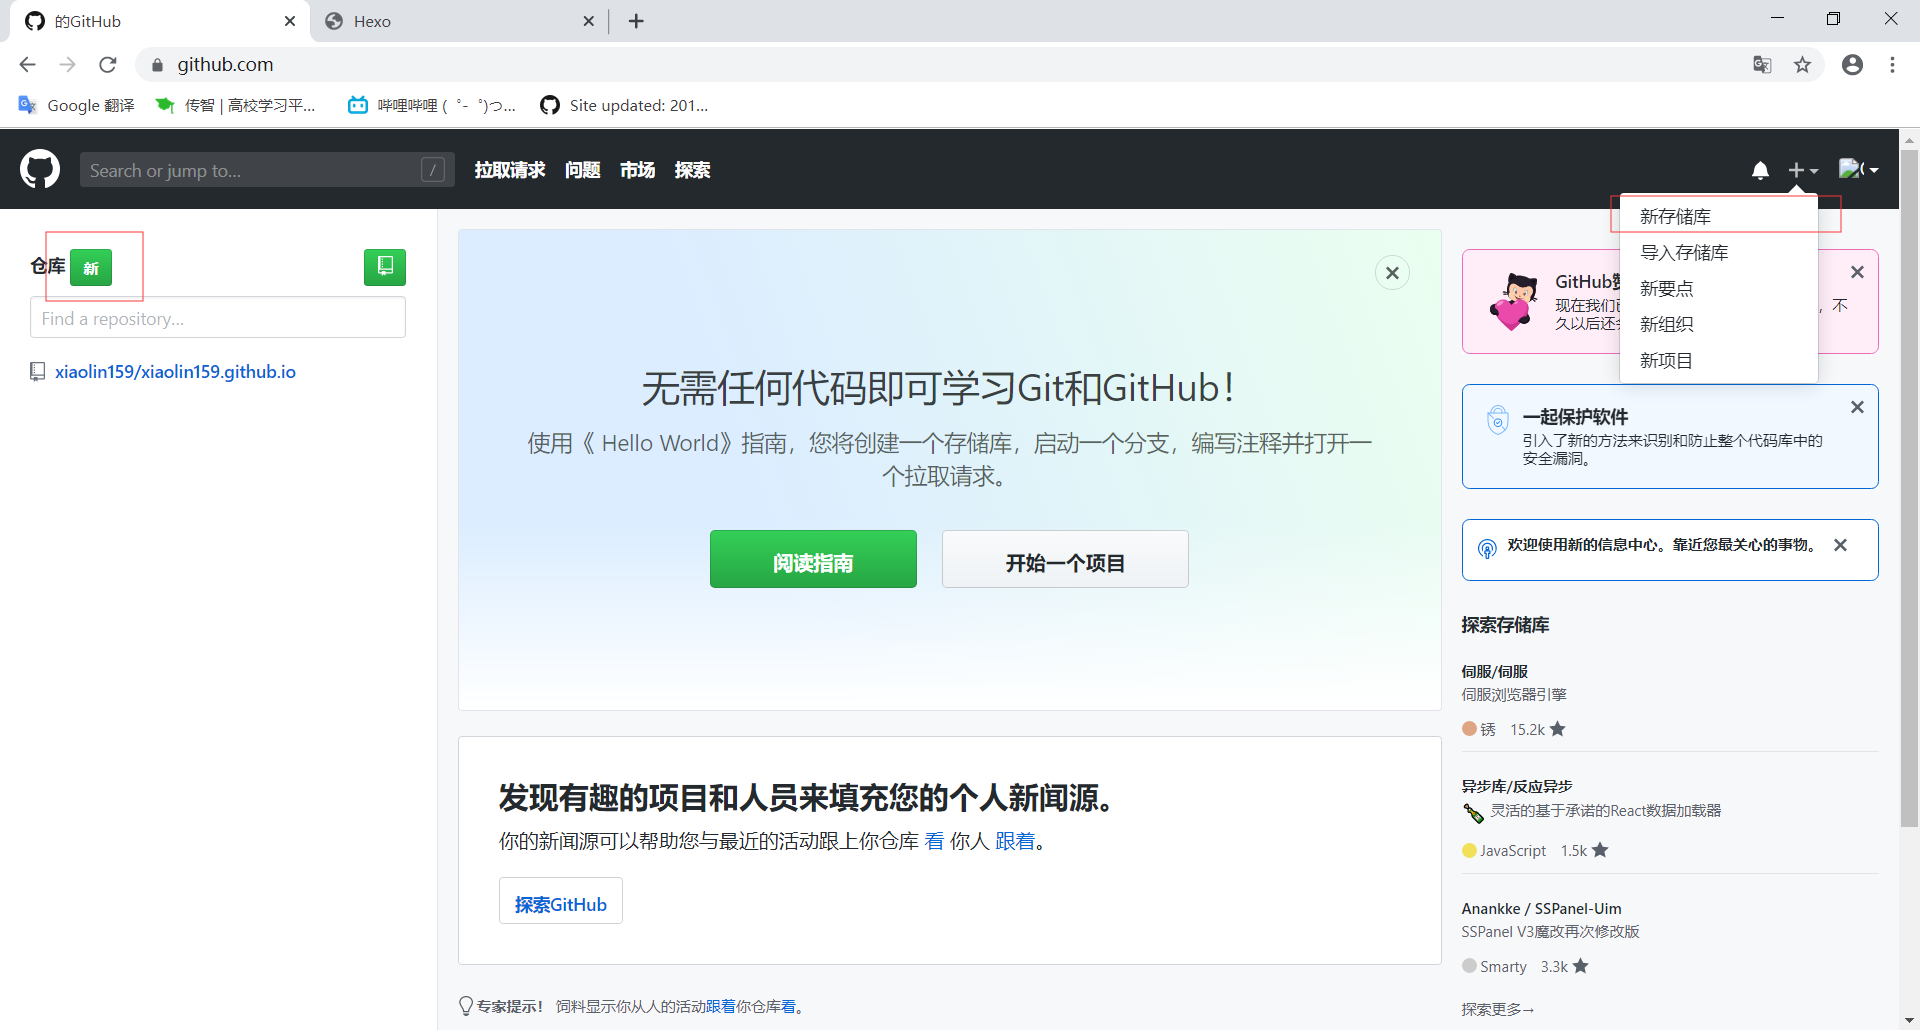 的GitHub
Hexo
github.com
Google 翻译
传智 | 高校学习平...
哔哩哔哩 ( ゜- ゜)つ...
Site updated: 201...
Search or jump to...
/
拉取请求 问题 市场 探索
新存储库
导入存储库
新要点
新组织
新项目
仓库
新
Find a repository...
xiaolin159/xiaolin159.github.io
无需任何代码即可学习Git和GitHub！
使用《 Hello World》指南，您将创建一个存储库，启动一个分支，编写注释并打开一
个拉取请求。
阅读指南
开始一个项目
发现有趣的项目和人员来填充您的个人新闻源。
你的新闻源可以帮助您与最近的活动跟上你仓库 看 你人 跟着。
探索GitHub
专家提示！ 饲料显示你从人的活动跟着你仓库看。
GitHub
现在我们
，不
久以后还
一起保护软件
引入了新的方法来识别和防止整个代码库中的
安全漏洞。
欢迎使用新的信息中心。靠近您最关心的事物。
探索存储库
伺服/伺服
伺服浏览器引擎
锈 15.2k
异步库/反应异步
灵活的基于承诺的React数据加载器
JavaScript 1.5k
Anankke / SSPanel-Uim
SSPanel V3魔改再次修改版
Smarty 3.3k
探索更多→